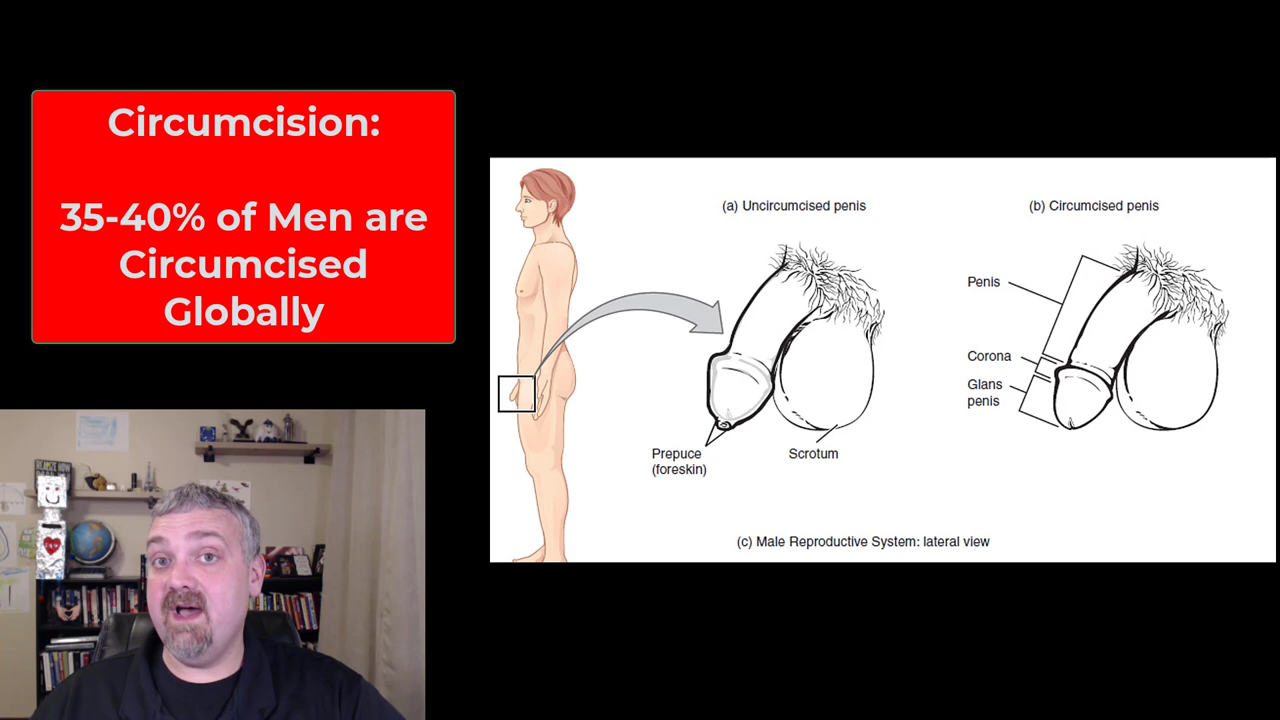 Circumcision:
35-40% of Men are
Circumcised
Globally
(a) Uncircumcised penis
(b) Circumcised penis
Penis
Corona
Glans
penis
Prepuce
(foreskin)
Scrotum
(c) Male Reproductive System: lateral view